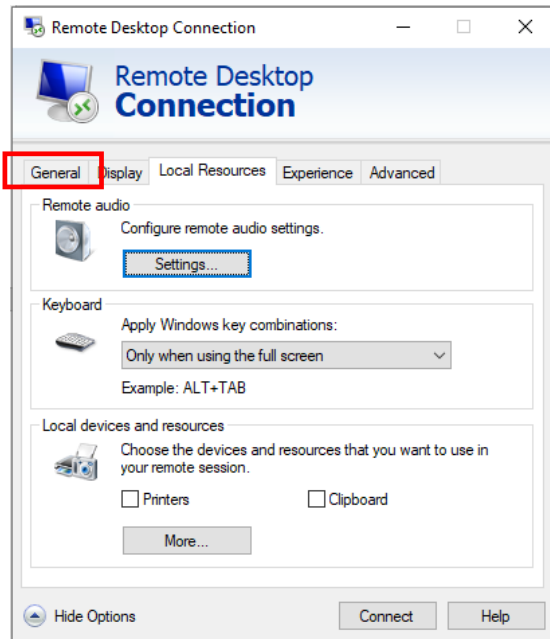 Remote Desktop Connection
Remote Desktop
Connection
General Display Local Resources Experience Advanced
Remote audio
Configure remote audio settings.
Settings...
Keyboard
Apply Windows key combinations:
Only when using the full screen
Example: ALT+TAB
Local devices and resources
Choose the devices and resources that you want to use in
your remote session.
Printers Clipboard
More...
Hide Options Connect Help